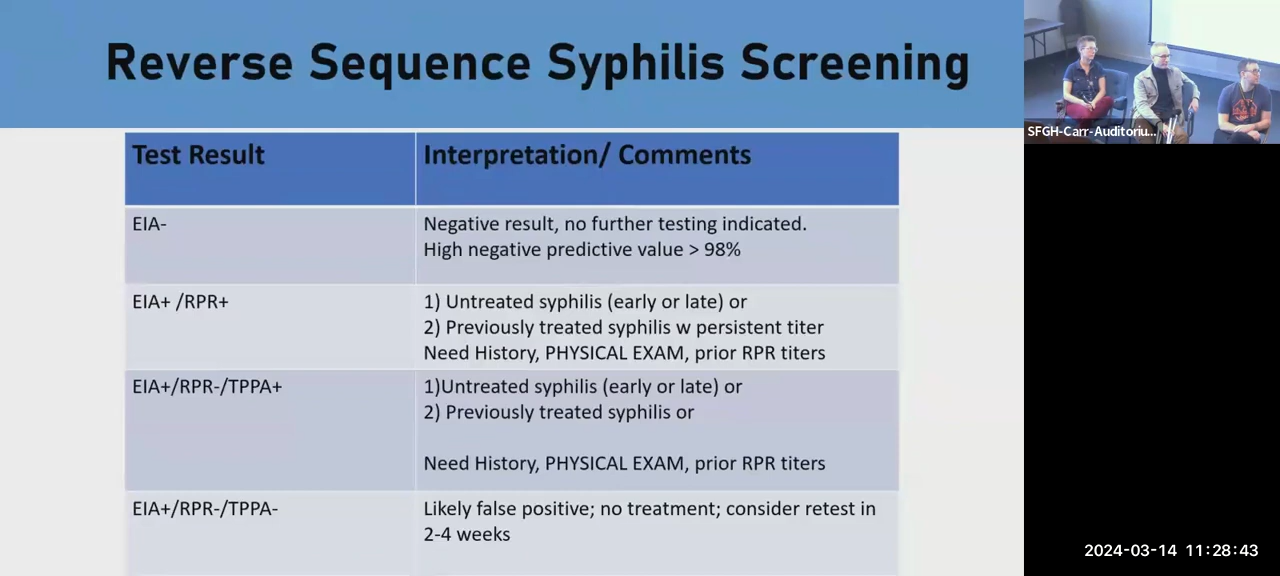 Reverse Sequence Syphilis Screening
Test Result
Interpretation/ Comments
EIA-
Negative result, no further testing indicated.
High negative predictive value > 98%
EIA+ /RPR+
1) Untreated syphilis (early or late) or
2) Previously treated syphilis w persistent titer
Need History, PHYSICAL EXAM, prior RPR titers
EIA+/RPR-/TPPA+
1)Untreated syphilis (early or late) or
2) Previously treated syphilis or
Need History, PHYSICAL EXAM, prior RPR titers
EIA+/RPR-/TPPA-
Likely false positive; no treatment; consider retest in
2-4 weeks
SFGH-Carr-Auditoriu...
2024-03-14 11:28:43